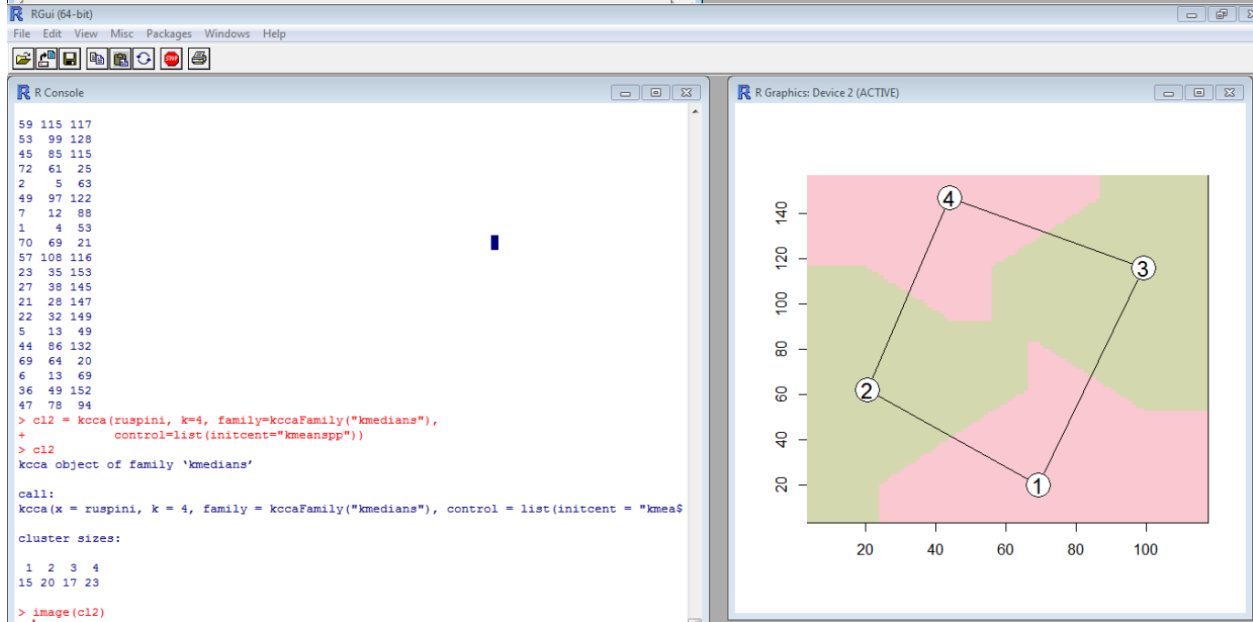 RGui (64-bit)
File Edit View Misc Packages Windows Help
STOP
R Console
59 115 117
53 99 128
45 85 115
72 61 25
2 5 63
49 97 122
7 12 88
1 4 53
70 69 21
57 108 116
23 35 153
27 38 145
21 28 147
22 32 149
5 13 49
44 86 132
69 64 20
6 13 69
36 49 152
47 78 94
> cl2 = kcca(ruspini, k=4, family=kccaFamily("kmedians"),
+ control=list(initcent="kmeanspp"))
> cl2
kcca object of family ‘kmedians’
call:
kcca(x = ruspini, k = 4, family = kccaFamily("kmedians"), control = list(initcent = "kmea$
cluster sizes:
1 2 3 4
15 20 17 23
> image(cl2)
R Graphics: Device 2 (ACTIVE)
140
120
100
80
60
40
20
4
3
2
1
20 40 60 80 100